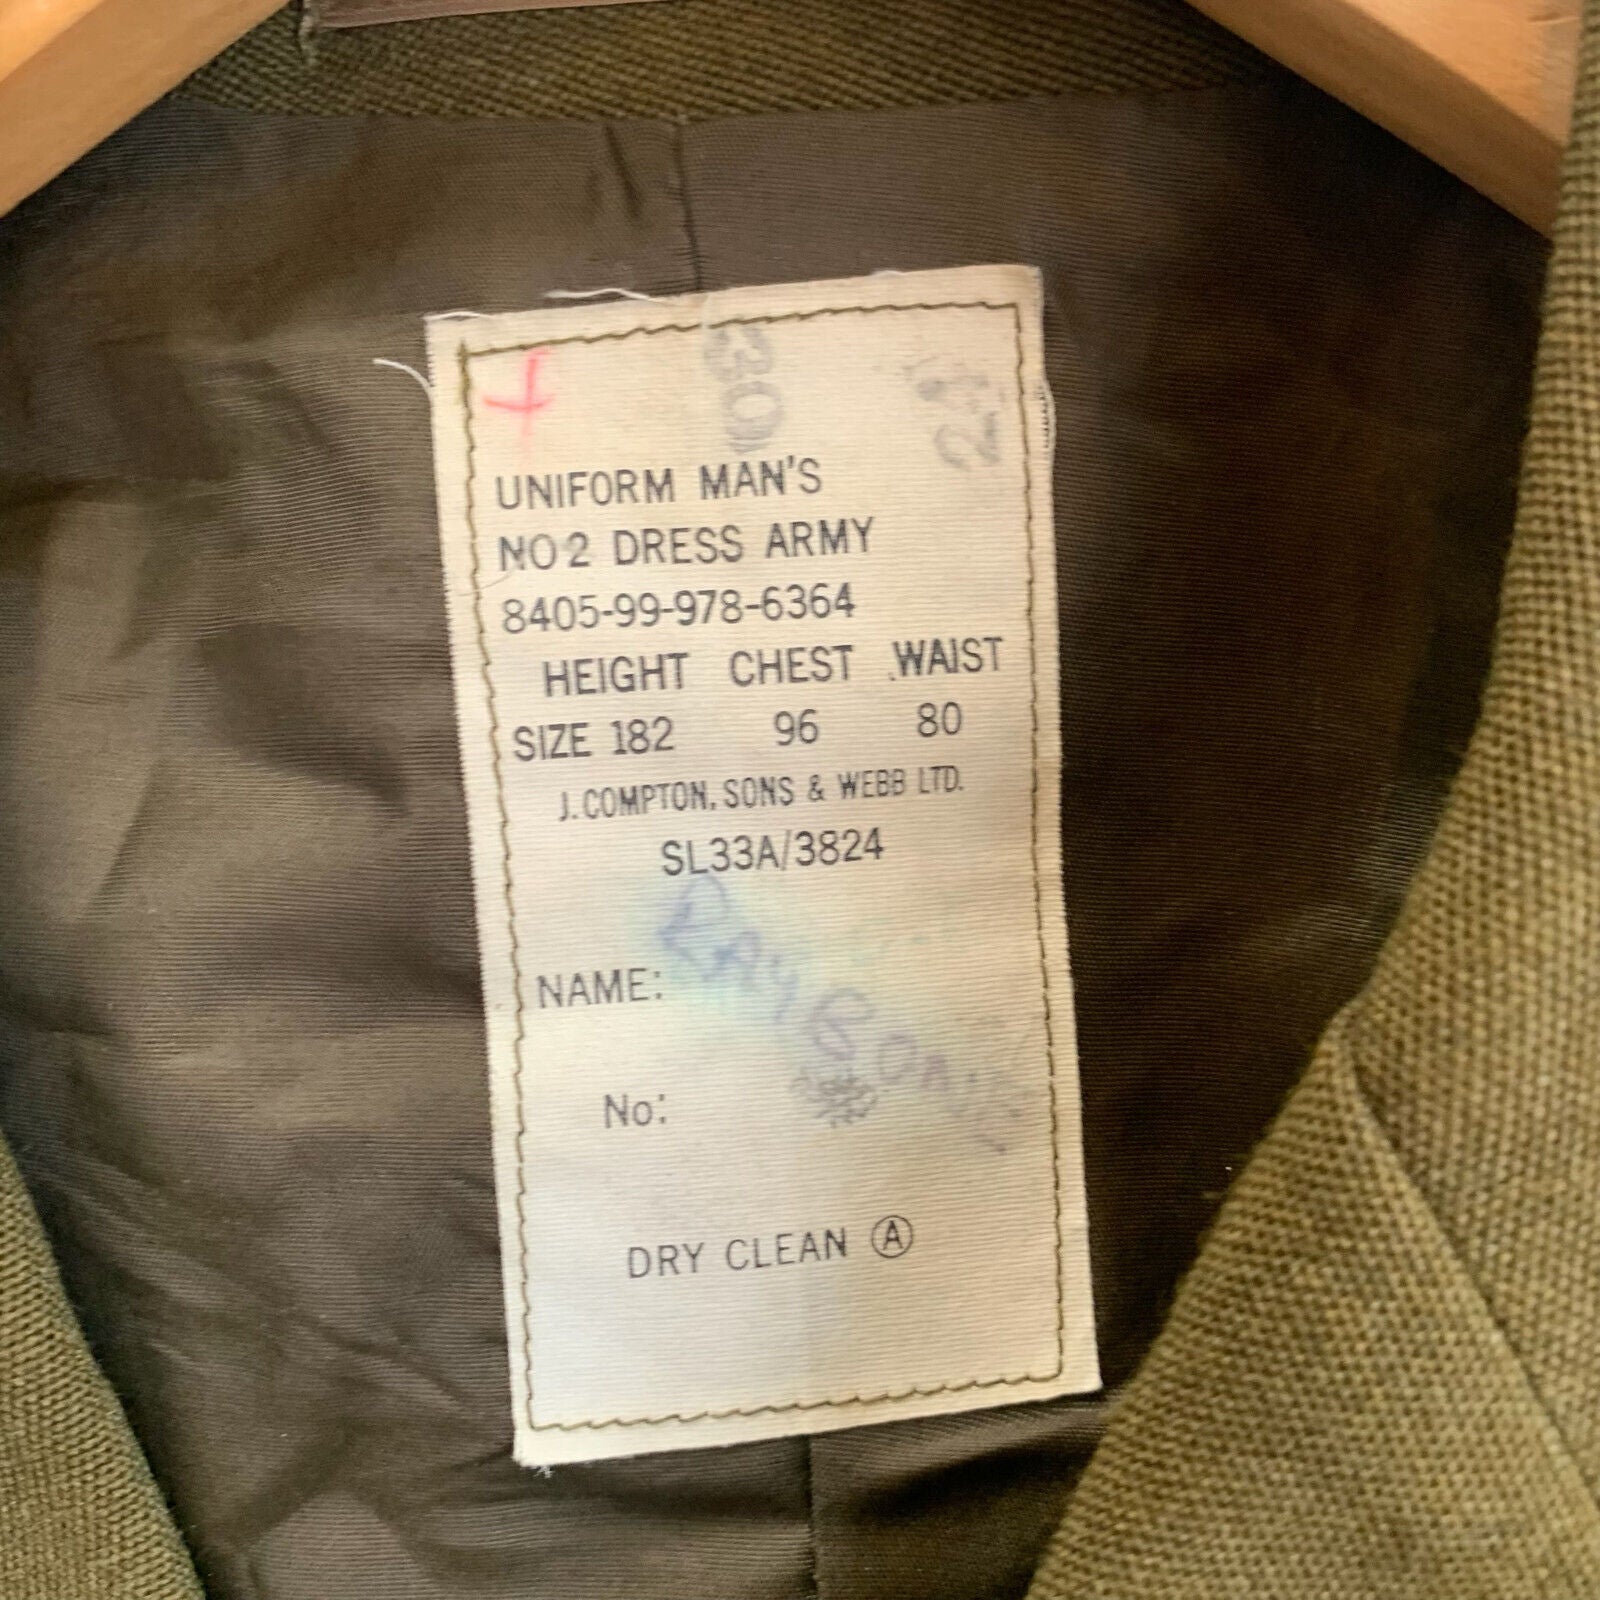 30
UNIFORM MAN'S
NO 2 DRESS ARMY
8405-99-978-6364
HEIGHT CHEST WAIST
SIZE 182 96 80
J. COMPTON, SONS & WEBB LTD.
SL33A/3824
NAME:
No:
DRY CLEAN Ⓐ